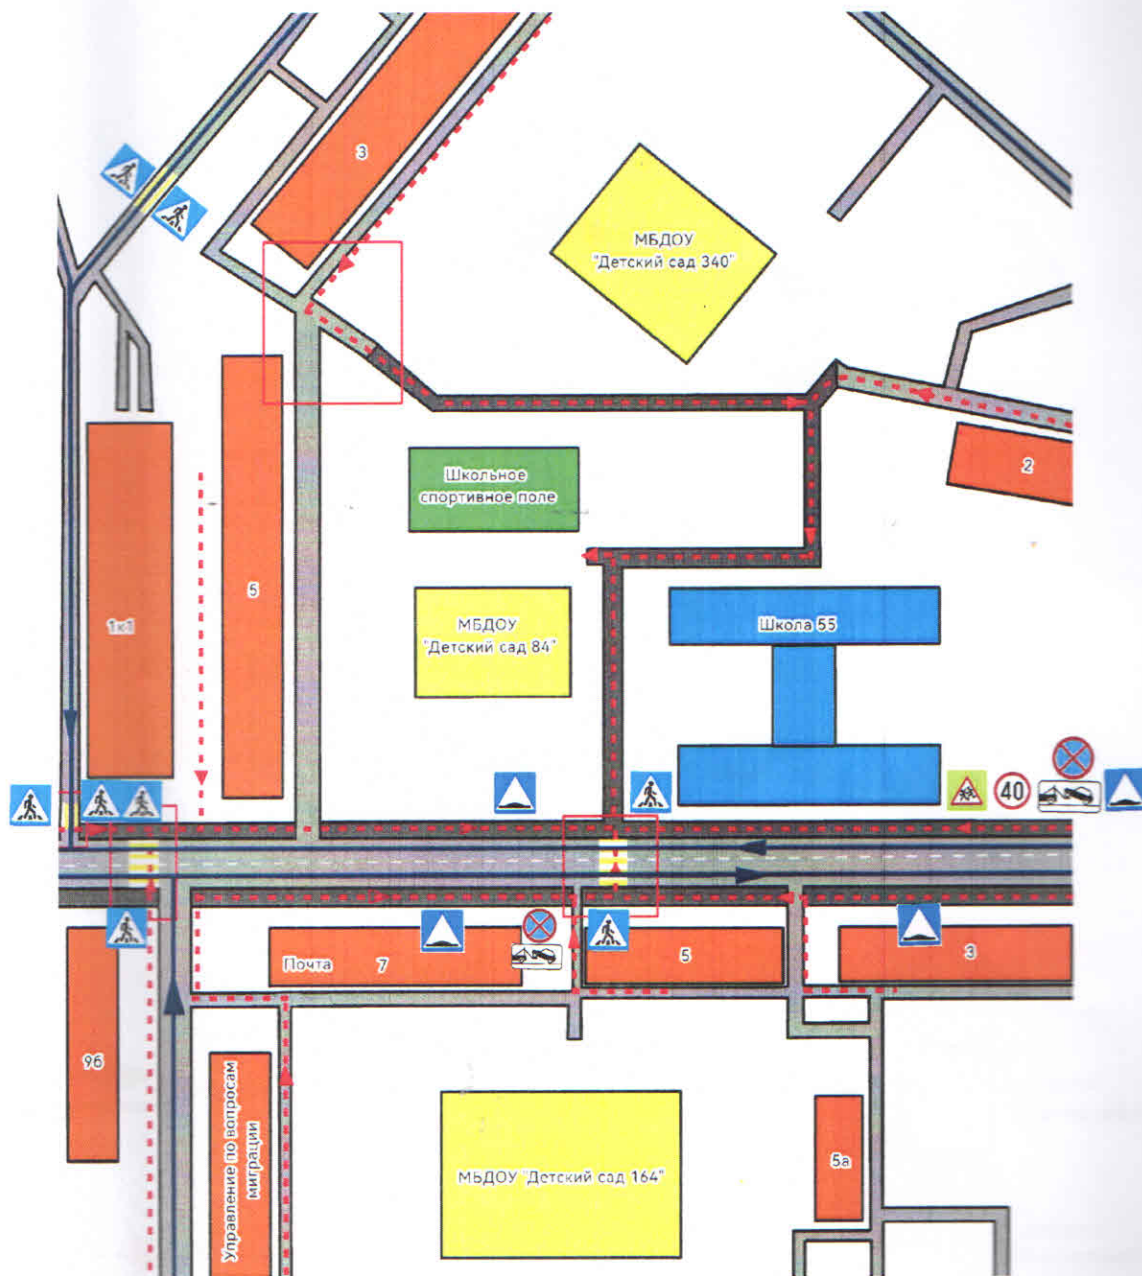 3
МБДОУ
"Детский сад 340"
2
Школьное
спортивное поле
5
1к1
МБДОУ
"Детский сад 84"
Школа 55
40
Почта
7
5
3
9б
Управление по вопросам
миграции
МБДОУ "Детский сад 164"
5а